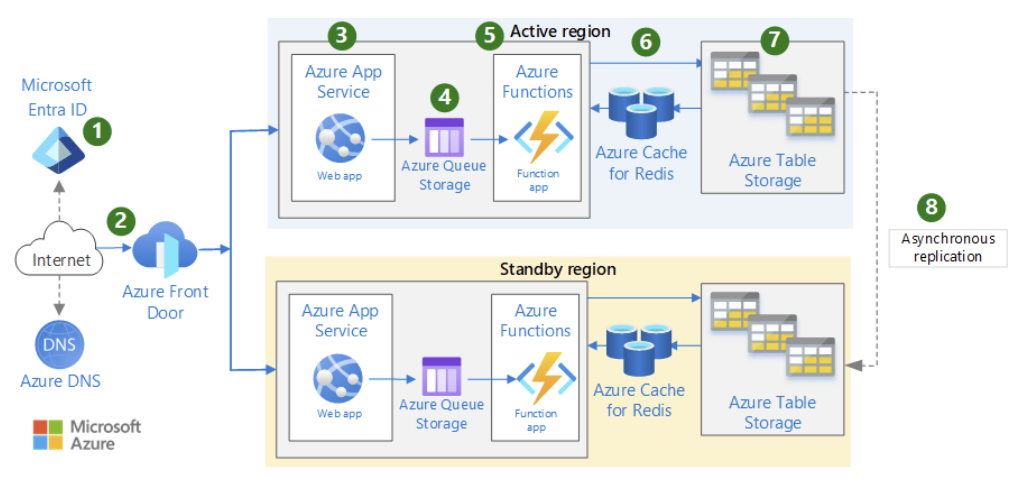 Active region
3
5
6
7
Azure App
Service
4
Azure
Functions
Microsoft
Entra ID
1
Web app
Azure Queue
Storage
Function
app
Azure Cache
for Redis
Azure Table
Storage
2
8
Internet
Asynchronous
replication
Azure Front
Door
Standby region
Azure App
Service
Azure
Functions
DNS
Azure DNS
Web app
Azure Queue
Storage
Function
app
Azure Cache
for Redis
Azure Table
Storage
Microsoft
Azure